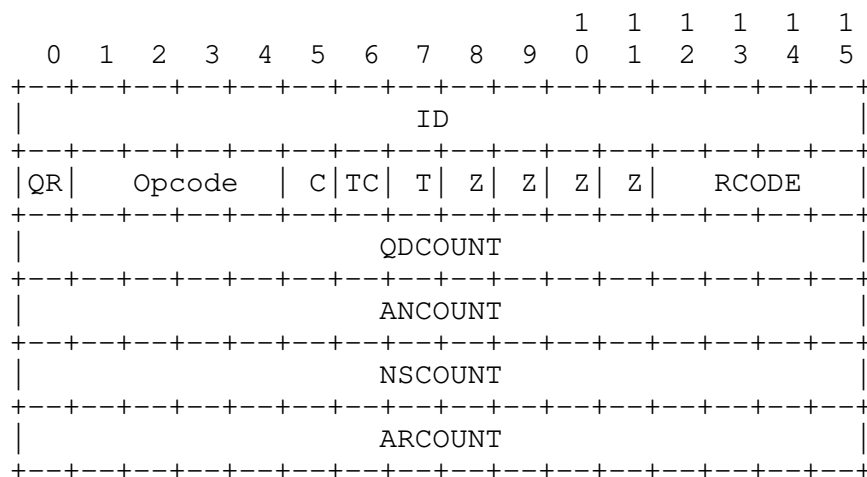 1  1  1  1  1  1
  0  1  2  3  4  5  6  7  8  9  0  1  2  3  4  5
+--+--+--+--+--+--+--+--+--+--+--+--+--+--+--+--+
|                      ID                       |
+--+--+--+--+--+--+--+--+--+--+--+--+--+--+--+--+
|QR|   Opcode  | C|TC| T| Z| Z| Z| Z|   RCODE   |
+--+--+--+--+--+--+--+--+--+--+--+--+--+--+--+--+
|                    QDCOUNT                    |
+--+--+--+--+--+--+--+--+--+--+--+--+--+--+--+--+
|                    ANCOUNT                    |
+--+--+--+--+--+--+--+--+--+--+--+--+--+--+--+--+
|                    NSCOUNT                    |
+--+--+--+--+--+--+--+--+--+--+--+--+--+--+--+--+
|                    ARCOUNT                    |
+--+--+--+--+--+--+--+--+--+--+--+--+--+--+--+--+